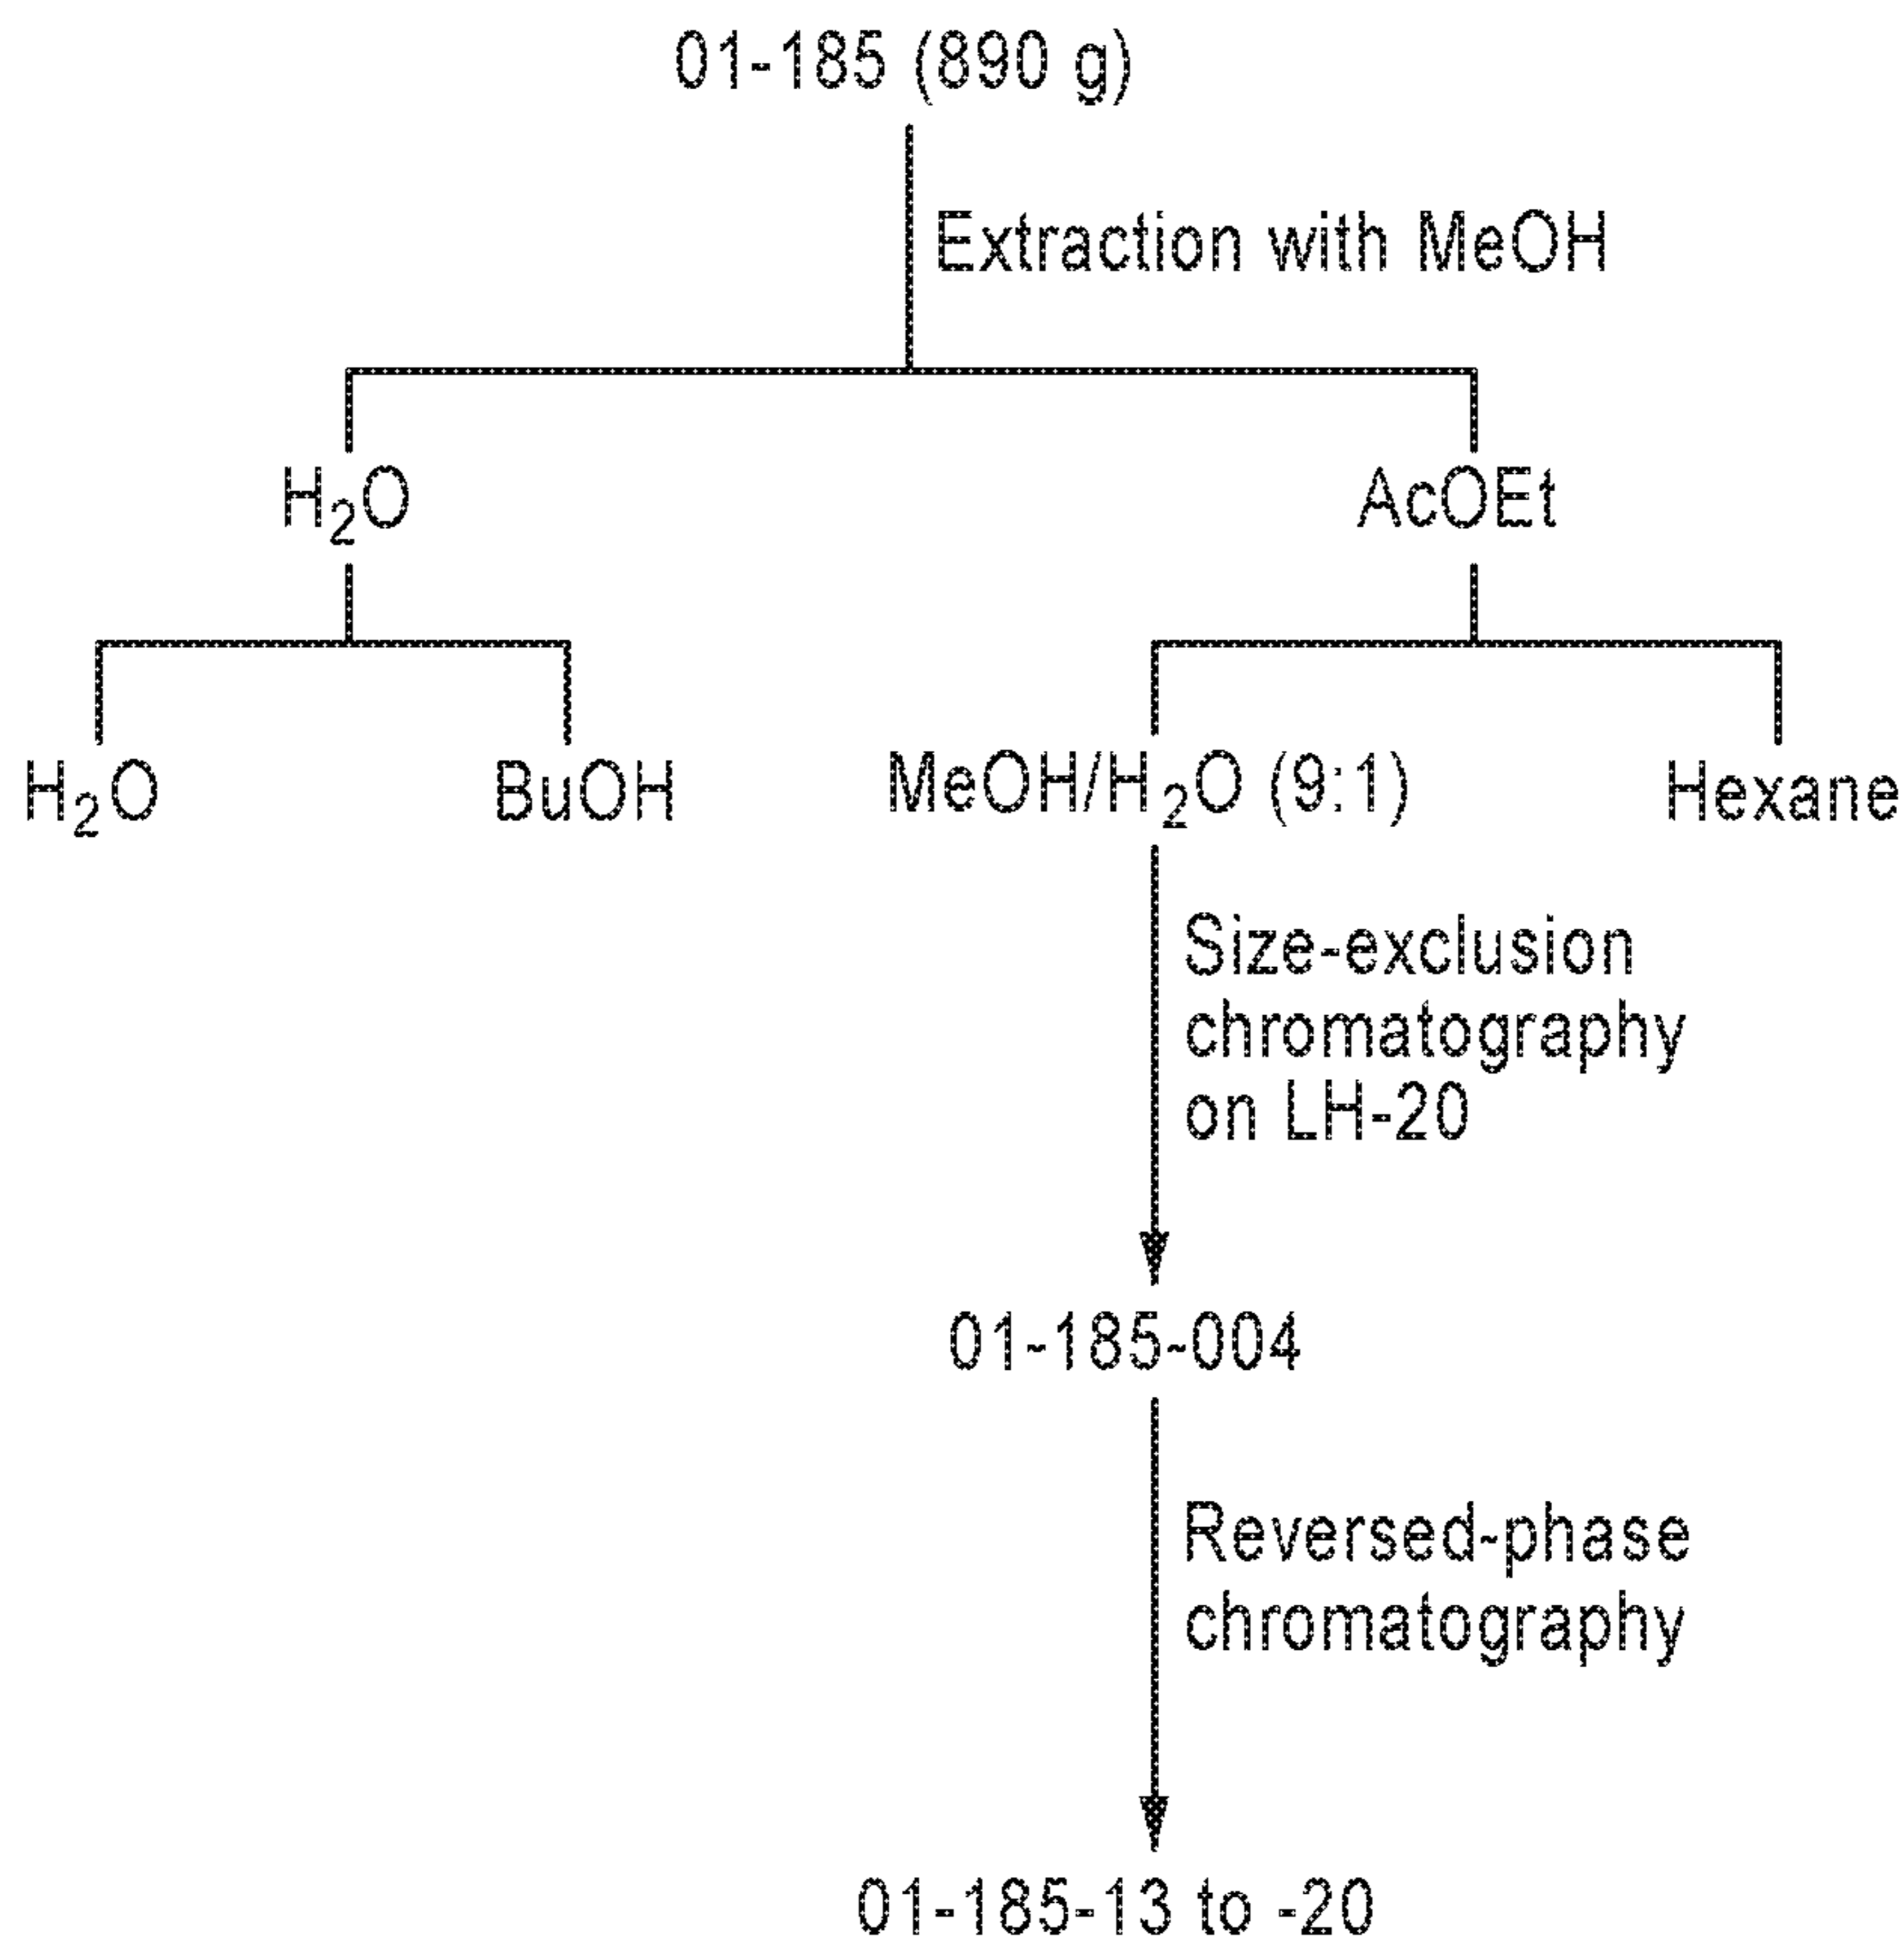 01-185 (890 g)
Extraction with MeOH
H₂O
AcOEt
H₂O
BuOH
MeOH/H₂O (9:1)
Hexane
Size-exclusion
chromatography
on LH-20
01-185-004
Reversed-phase
chromatography
01-185-13 to -20